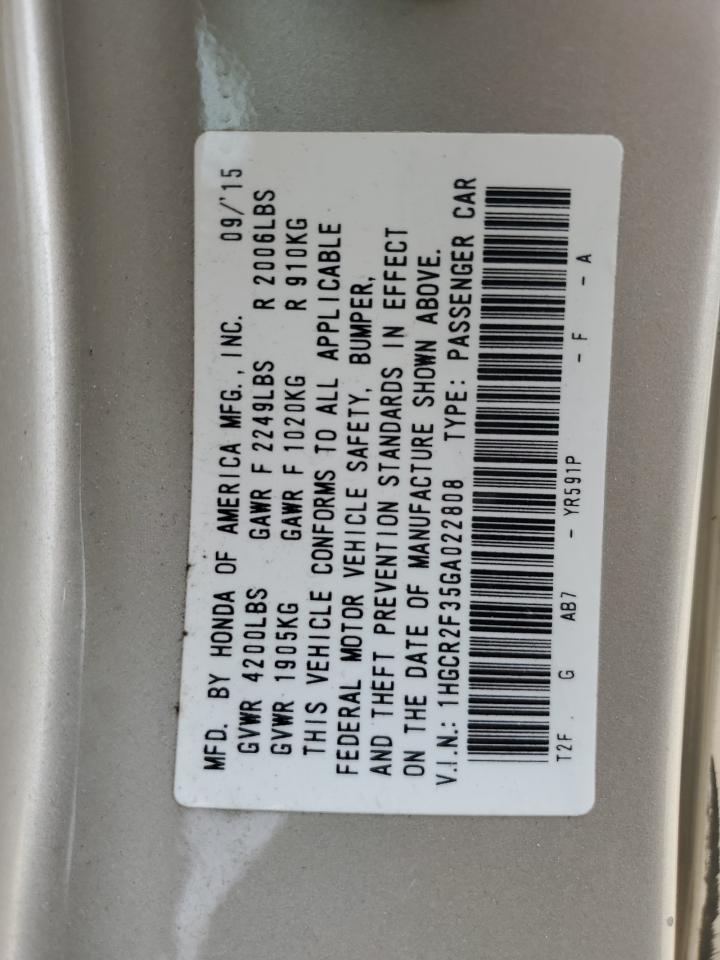 MFD. BY HONDA OF AMERICA MFG., INC. 09/'15
GVWR 4200LBS GAWR F 2249LBS R 2006LBS
GVWR 1905KG GAWR F 1020KG R 910KG
THIS VEHICLE CONFORMS TO ALL APPLICABLE
FEDERAL MOTOR VEHICLE SAFETY, BUMPER,
AND THEFT PREVENTION STANDARDS IN EFFECT
ON THE DATE OF MANUFACTURE SHOWN ABOVE.
V.I.N.: 1HGCR2F35GA022808 TYPE: PASSENGER CAR
T2F . G AB7 - YR591P - F - A